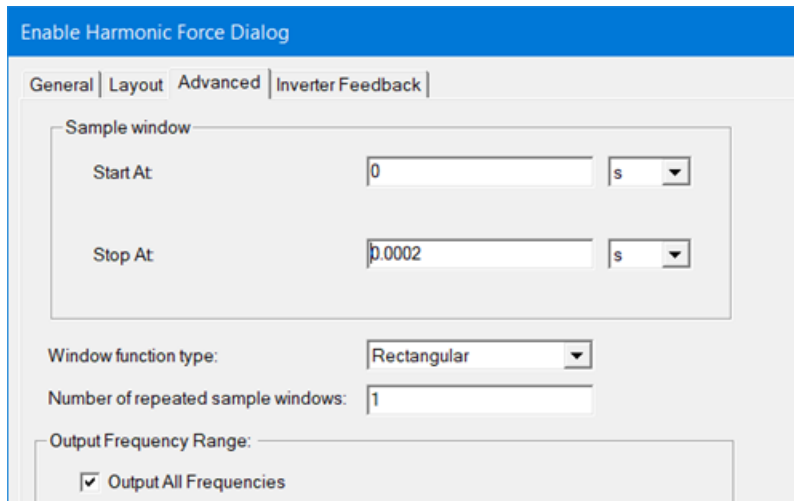 Enable Harmonic Force Dialog
General Layout Advanced Inverter Feedback
Sample window
Start At: 0 s
Stop At: 0.0002 s
Window function type: Rectangular
Number of repeated sample windows: 1
Output Frequency Range:
Output All Frequencies